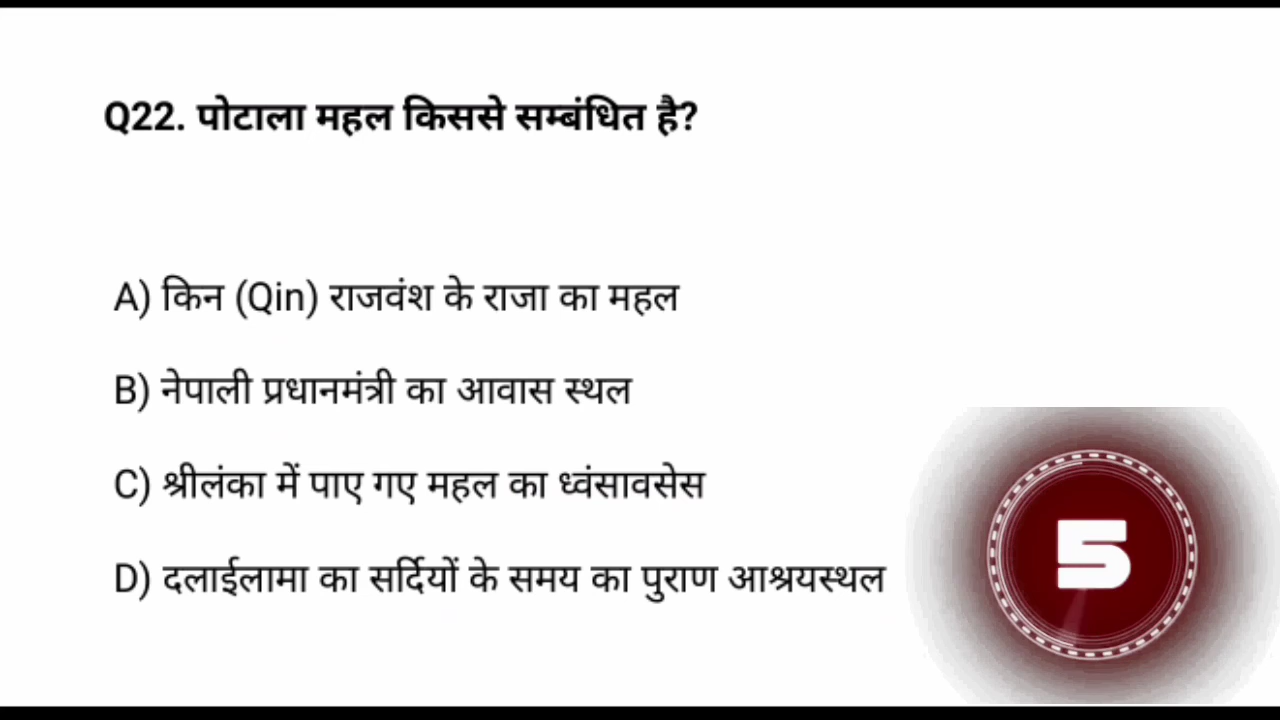 Q22. पोटाला महल किससे सम्बंधित है?
A) किन (Qin) राजवंश के राजा का महल
B) नेपाली प्रधानमंत्री का आवास स्थल
C) श्रीलंका में पाए गए महल का ध्वंसावसेस
D) दलाईलामा का सर्दियों के समय का पुराण आश्रयस्थल
5